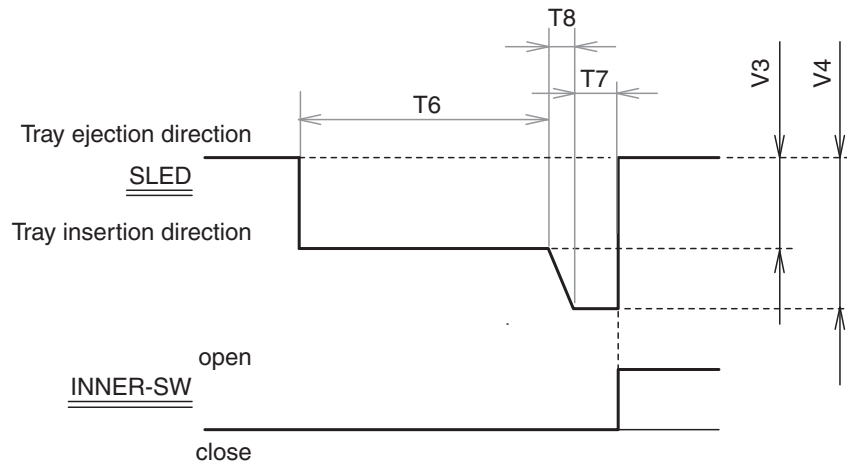 T8
T7
V3
V4
T6
Tray ejection direction
SLED
Tray insertion direction
open
INNER-SW
close